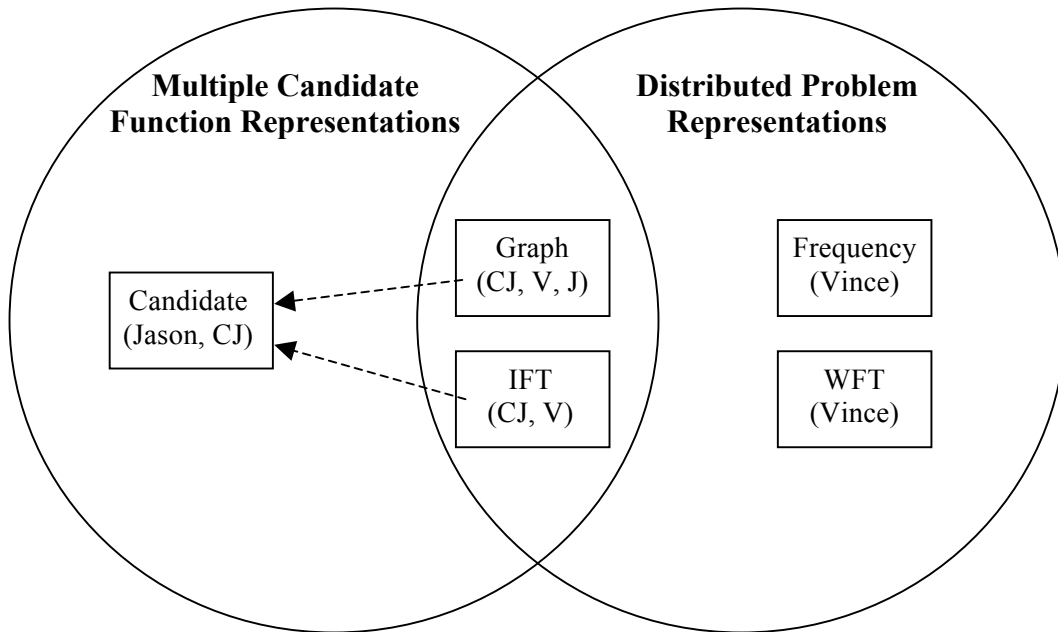 Multiple Candidate
Function Representations
Distributed Problem
Representations
Candidate
(Jason, CJ)
Graph
(CJ, V, J)
IFT
(CJ, V)
Frequency
(Vince)
WFT
(Vince)